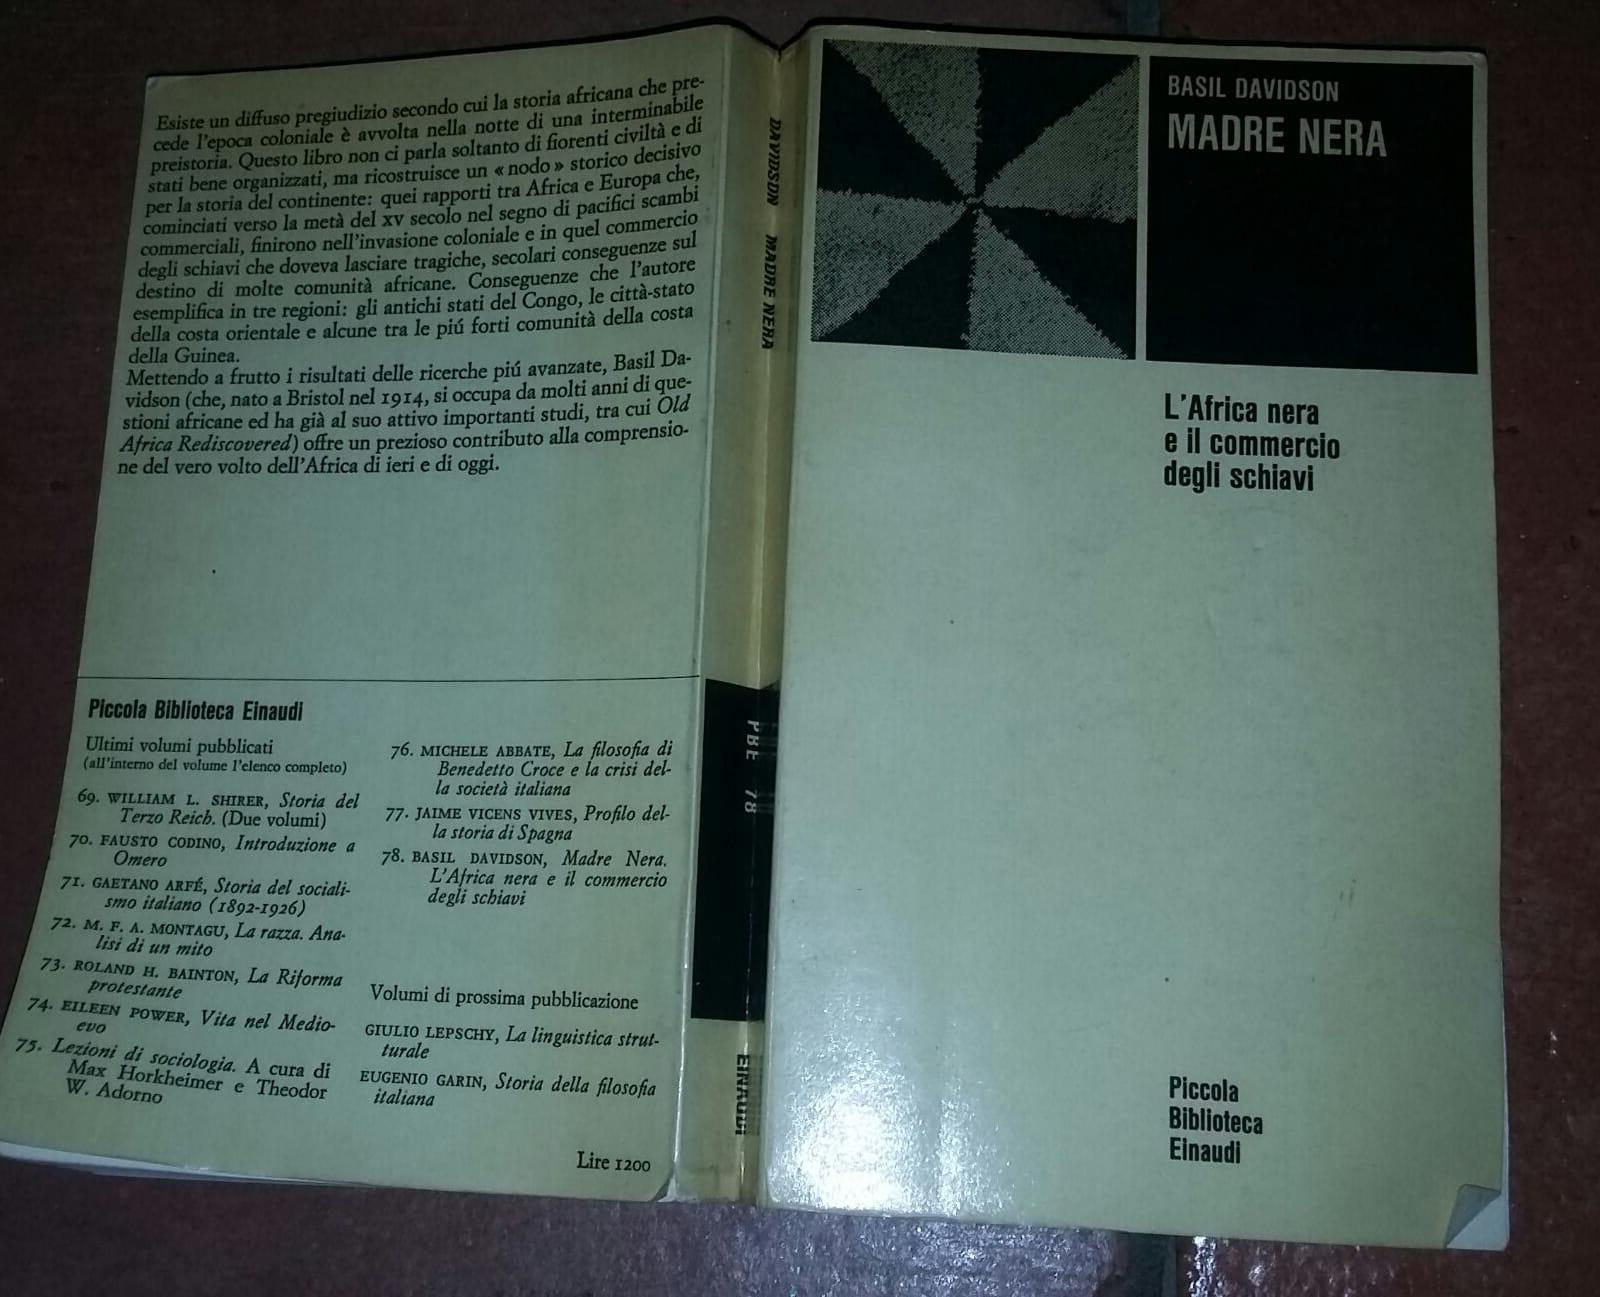 Esiste un diffuso pregiudizio secondo cui la storia africana che pre-
cede l'epoca coloniale è avvolta nella notte di una interminabile
preistoria. Questo libro non ci parla soltanto di fiorenti civiltà e di
stati bene organizzati, ma ricostruisce un « nodo » storico decisivo
per la storia del continente: quei rapporti tra Africa e Europa che,
cominciati verso la metà del XV secolo nel segno di pacifici scambi
commerciali, finirono nell'invasione coloniale e in quel commercio
degli schiavi che doveva lasciare tragiche, secolari conseguenze sul
destino di molte comunità africane. Conseguenze che l'autore
esemplifica in tre regioni: gli antichi stati del Congo, le città-stato
della costa orientale e alcune tra le piú forti comunità della costa
della Guinea.
Mettendo a frutto i risultati delle ricerche piú avanzate, Basil Da-
vidson (che, nato a Bristol nel 1914, si occupa da molti anni di que-
stioni africane ed ha già al suo attivo importanti studi, tra cui Old
Africa Rediscovered) offre un prezioso contributo alla comprensio-
ne del vero volto dell'Africa di ieri e di oggi.
Piccola Biblioteca Einaudi
Ultimi volumi pubblicati
(all'interno del volume l'elenco completo)
69. WILLIAM L. SHIRER, Storia del
Terzo Reich. (Due volumi)
70. FAUSTO CODINO, Introduzione a
Omero
71. GAETANO ARFÉ, Storia del sociali-
smo italiano (1892-1926)
72. M. F. A. MONTAGU, La razza. Ana-
lisi di un mito
73. ROLAND H. BAINTON, La Riforma
protestante
74. EILEEN POWER, Vita nel Medio-
evo
75. Lezioni di sociologia. A cura di
Max Horkheimer e Theodor
W. Adorno
76. MICHELE ABBATE, La filosofia di
Benedetto Croce e la crisi del-
la società italiana
77. JAIME VICENS VIVES, Profilo del-
la storia di Spagna
78. BASIL DAVIDSON, Madre Nera.
L'Africa nera e il commercio
degli schiavi
Volumi di prossima pubblicazione
GIULIO LEPSCHY, La linguistica strut-
turale
EUGENIO GARIN, Storia della filosofia
italiana
Lire 1200
DAVIDSON MADRE NERA
PBE 78
EINAUDI
BASIL DAVIDSON
MADRE NERA
L'Africa nera
e il commercio
degli schiavi
Piccola
Biblioteca
Einaudi